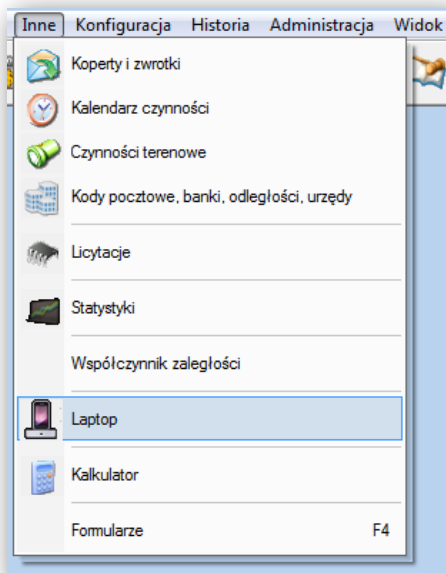 Inne Konfiguracja Historia Administracja Widok
Koperty i zwrotki
Kalendarz czynności
Czynności terenowe
Kody pocztowe, banki, odległości, urzędy
Licytacje
Statystyki
Współczynnik zaległości
Laptop
Kalkulator
Formularze F4